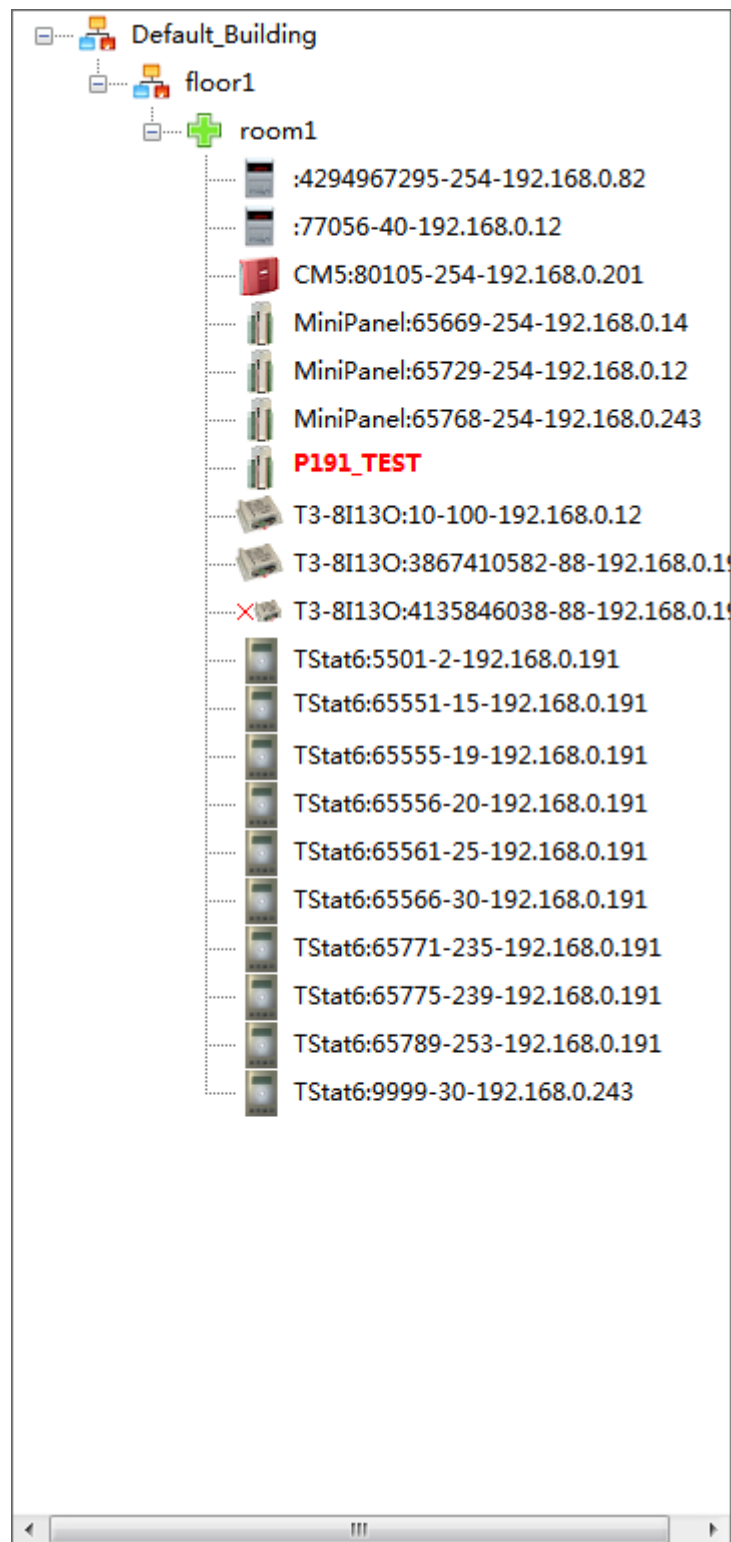 Default_Building
floor1
room1
:4294967295-254-192.168.0.82
:77056-40-192.168.0.12
CM5:80105-254-192.168.0.201
MiniPanel:65669-254-192.168.0.14
MiniPanel:65729-254-192.168.0.12
MiniPanel:65768-254-192.168.0.243
P191_TEST
T3-8I13O:10-100-192.168.0.12
T3-8I13O:3867410582-88-192.168.0.19
T3-8I13O:4135846038-88-192.168.0.19
TStat6:5501-2-192.168.0.191
TStat6:65551-15-192.168.0.191
TStat6:65555-19-192.168.0.191
TStat6:65556-20-192.168.0.191
TStat6:65561-25-192.168.0.191
TStat6:65566-30-192.168.0.191
TStat6:65771-235-192.168.0.191
TStat6:65775-239-192.168.0.191
TStat6:65789-253-192.168.0.191
TStat6:9999-30-192.168.0.243